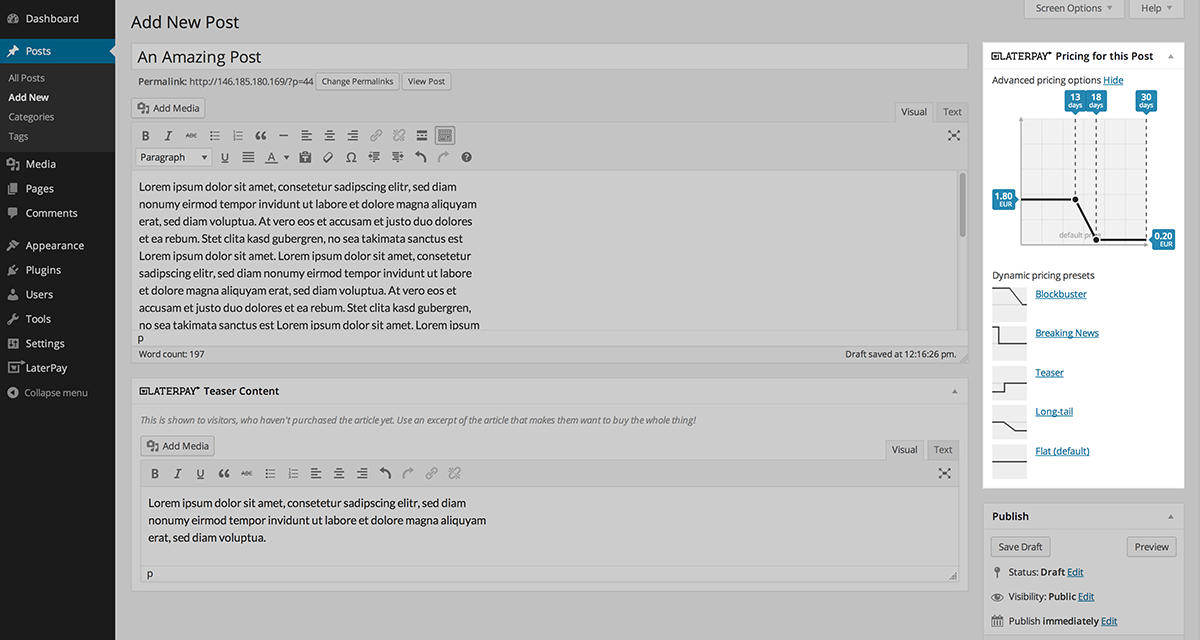 Dashboard
Posts
All Posts
Add New
Categories
Tags
Media
Pages
Comments
Appearance
Plugins
Users
Tools
Settings
LaterPay
Collapse menu
Screen Options
Help
Add New Post
An Amazing Post
Permalink: http://146.185.180.169/?p=44 Change Permalinks View Post
Add Media
Visual Text
B I ABC
Paragraph U A
Lorem ipsum dolor sit amet, consetetur sadipscing elitr, sed diam
nonumy eirmod tempor invidunt ut labore et dolore magna aliquyam
erat, sed diam voluptua. At vero eos et accusam et justo duo dolores
et ea rebum. Stet clita kasd gubergren, no sea takimata sanctus est
Lorem ipsum dolor sit amet. Lorem ipsum dolor sit amet, consetetur
sadipscing elitr, sed diam nonumy eirmod tempor invidunt ut labore
et dolore magna aliquyam erat, sed diam voluptua. At vero eos et
accusam et justo duo dolores et ea rebum. Stet clita kasd gubergren,
no sea takimata sanctus est Lorem ipsum dolor sit amet. Lorem ipsum
p
Word count: 197 Draft saved at 12:16:26 pm.
LATERPAY Teaser Content
This is shown to visitors, who haven't purchased the article yet. Use an excerpt of the article that makes them want to buy the whole thing!
Add Media
Visual Text
B I U ABC
Lorem ipsum dolor sit amet, consetetur sadipscing elitr, sed diam
nonumy eirmod tempor invidunt ut labore et dolore magna aliquyam
erat, sed diam voluptua.
p
LATERPAY Pricing for this Post
Advanced pricing options Hide
13 18 30
days days days
1.80
EUR
default
0.20
EUR
Dynamic pricing presets
Blockbuster
Breaking News
Teaser
Long-tail
Flat (default)
Publish
Save Draft Preview
Status: Draft Edit
Visibility: Public Edit
Publish immediately Edit